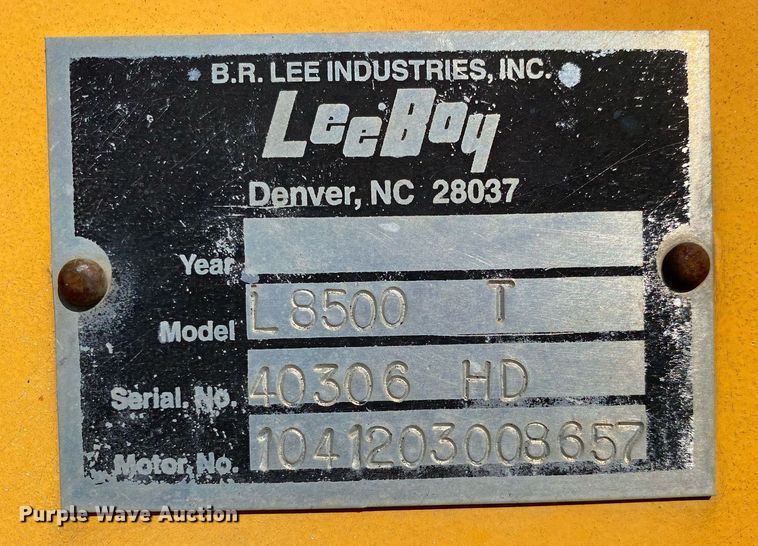 B.R. LEE INDUSTRIES, INC.
LeeBoy
Denver, NC 28037
Year
Model L8500 T
Serial. No. 40306 HD
Motor. No. 1041203008657
Purple Wave Auction